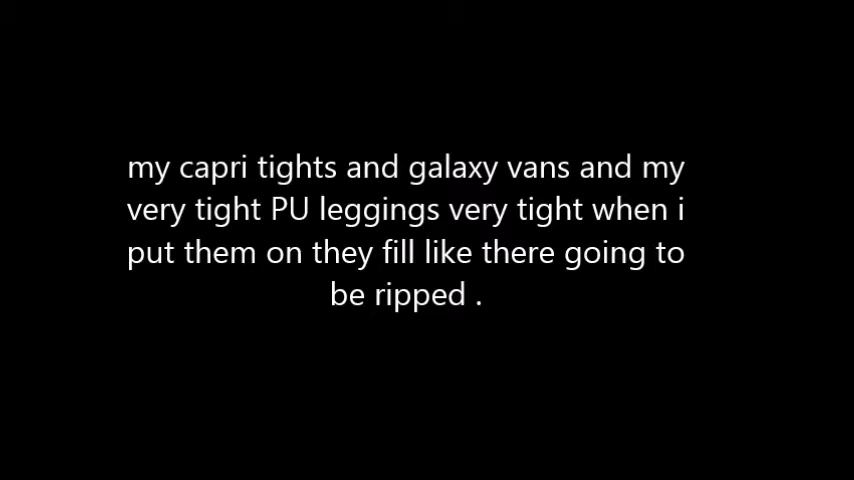 my capri tights and galaxy vans and my
very tight PU leggings very tight when i
put them on they fill like there going to
be ripped .